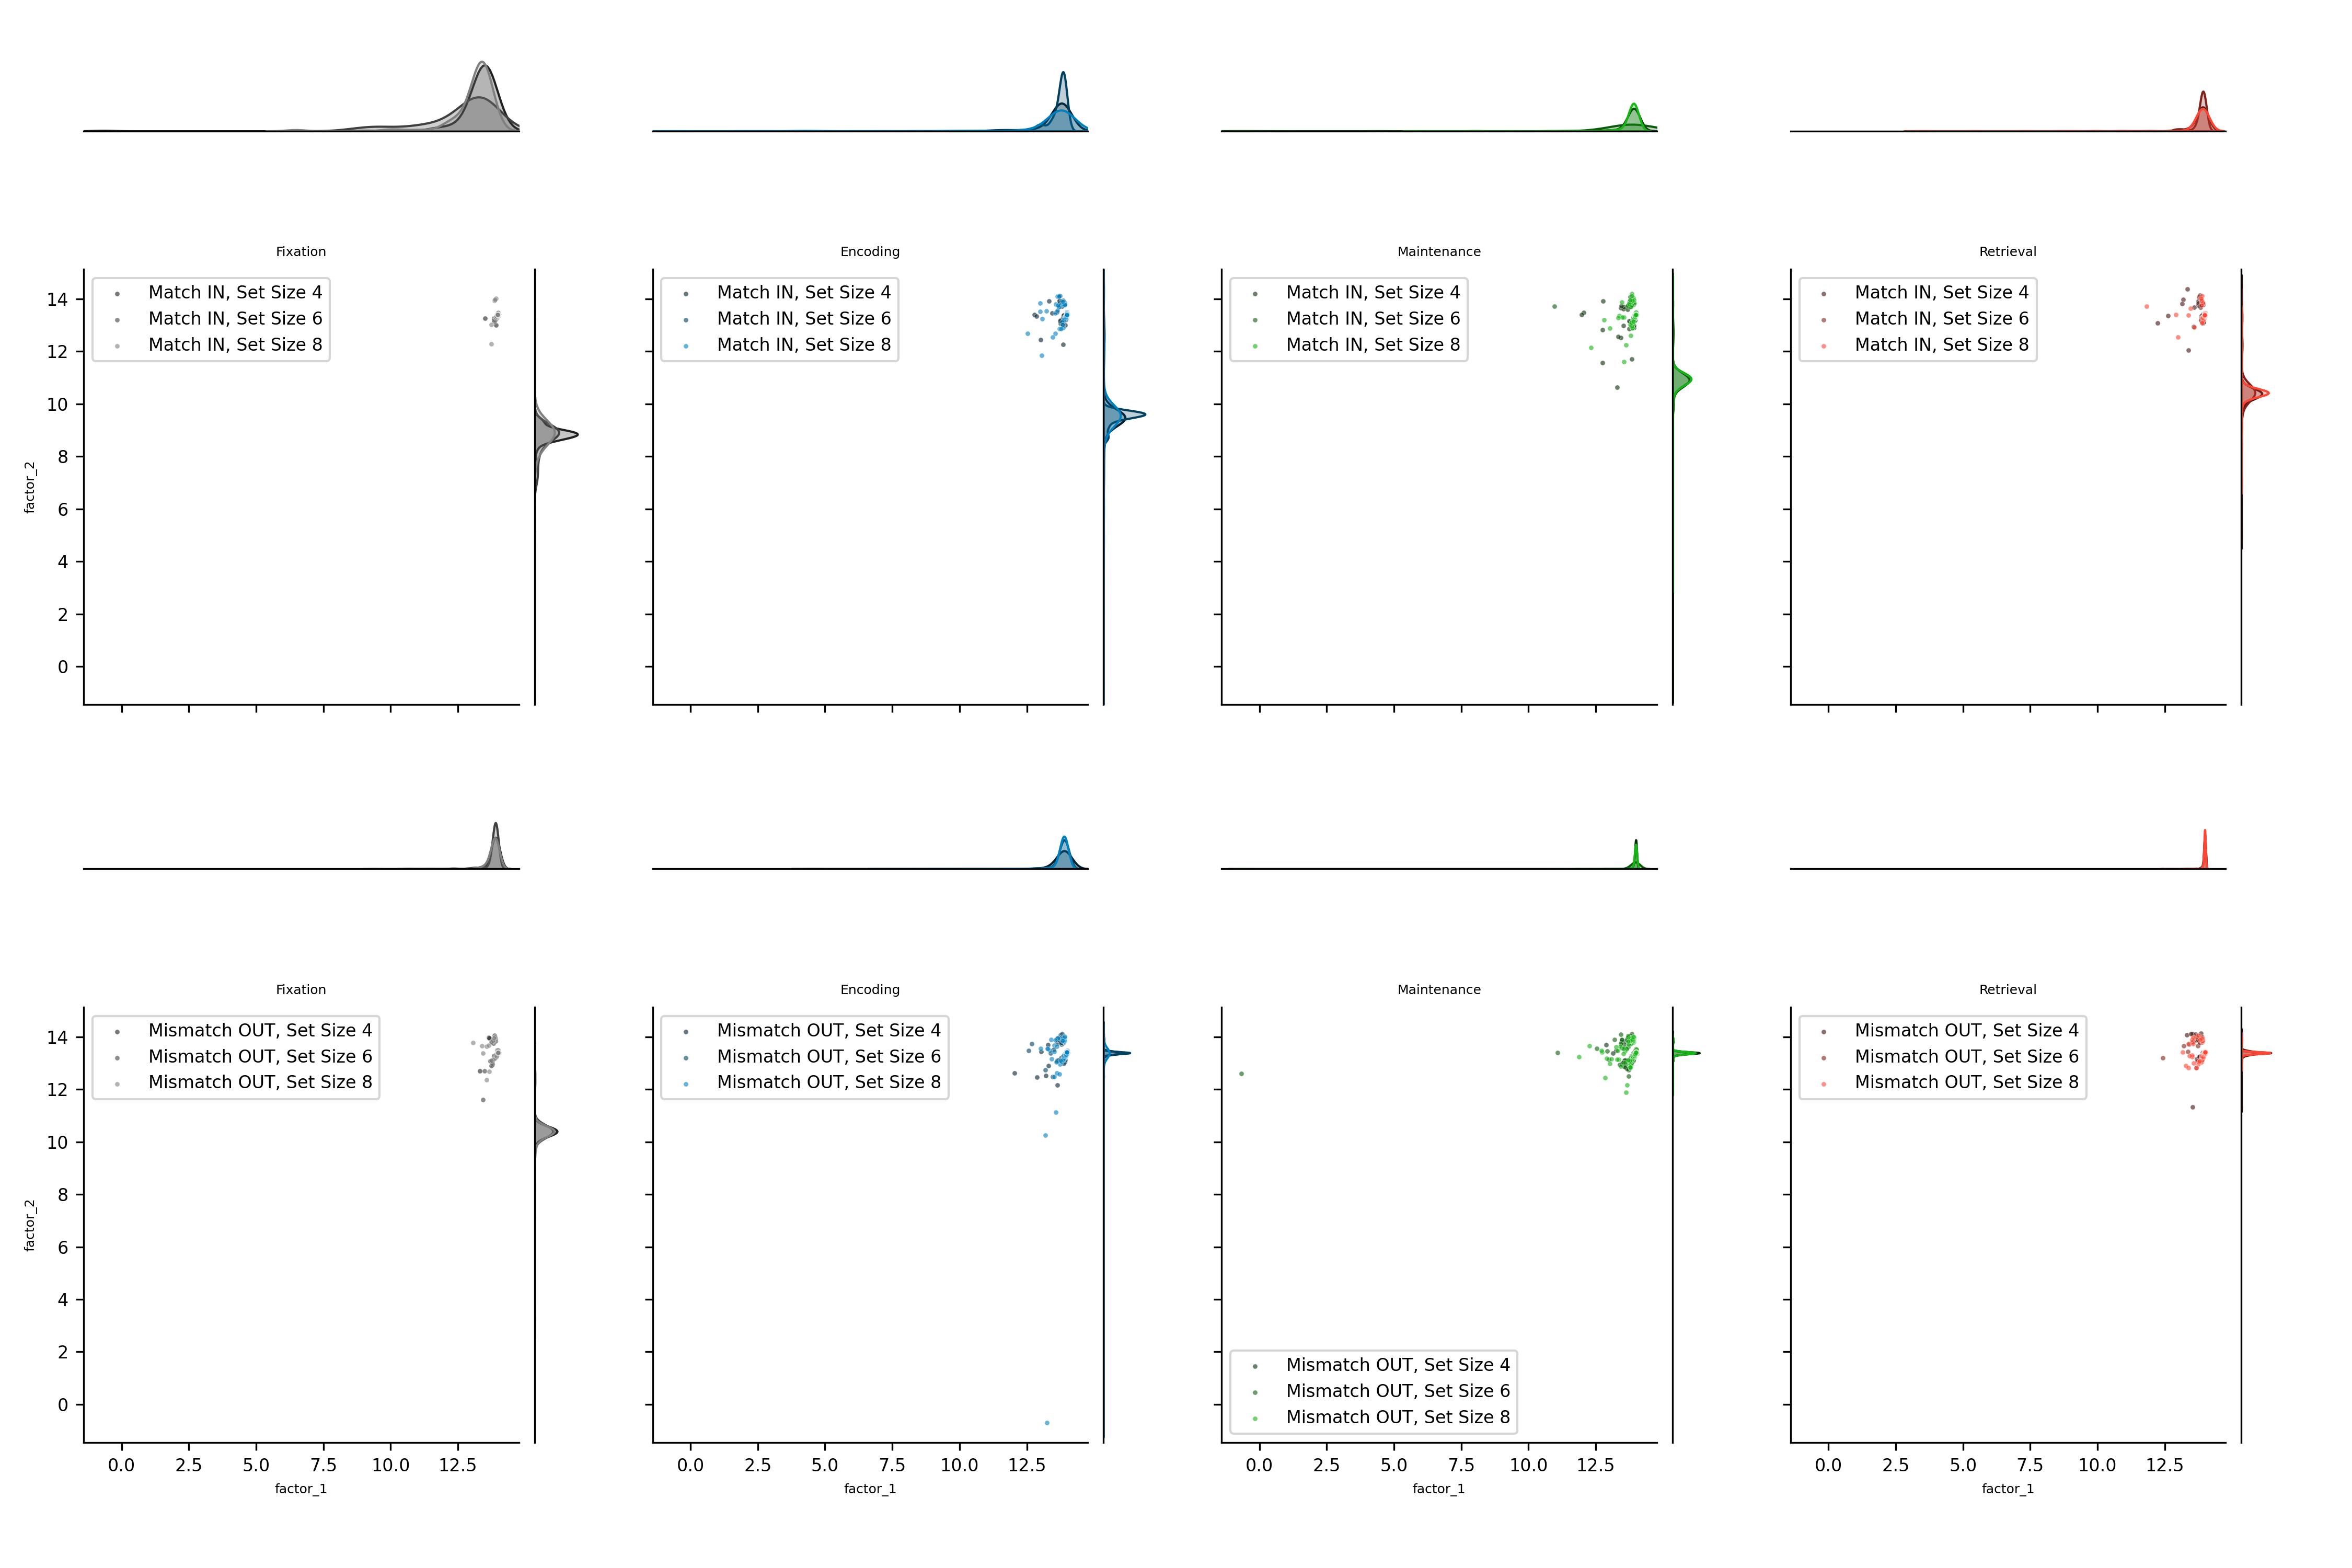 Fixation
Encoding
Maintenance
Retrieval
Match IN, Set Size 4
Match IN, Set Size 6
Match IN, Set Size 8
Match IN, Set Size 4
Match IN, Set Size 6
Match IN, Set Size 8
Match IN, Set Size 4
Match IN, Set Size 6
Match IN, Set Size 8
Match IN, Set Size 4
Match IN, Set Size 6
Match IN, Set Size 8
14
12
10
8
6
4
2
0
factor_2
Fixation
Encoding
Maintenance
Retrieval
Mismatch OUT, Set Size 4
Mismatch OUT, Set Size 6
Mismatch OUT, Set Size 8
Mismatch OUT, Set Size 4
Mismatch OUT, Set Size 6
Mismatch OUT, Set Size 8
Mismatch OUT, Set Size 4
Mismatch OUT, Set Size 6
Mismatch OUT, Set Size 8
Mismatch OUT, Set Size 4
Mismatch OUT, Set Size 6
Mismatch OUT, Set Size 8
14
12
10
8
6
4
2
0
factor_2
0.0 2.5 5.0 7.5 10.0 12.5
factor_1
0.0 2.5 5.0 7.5 10.0 12.5
factor_1
0.0 2.5 5.0 7.5 10.0 12.5
factor_1
0.0 2.5 5.0 7.5 10.0 12.5
factor_1